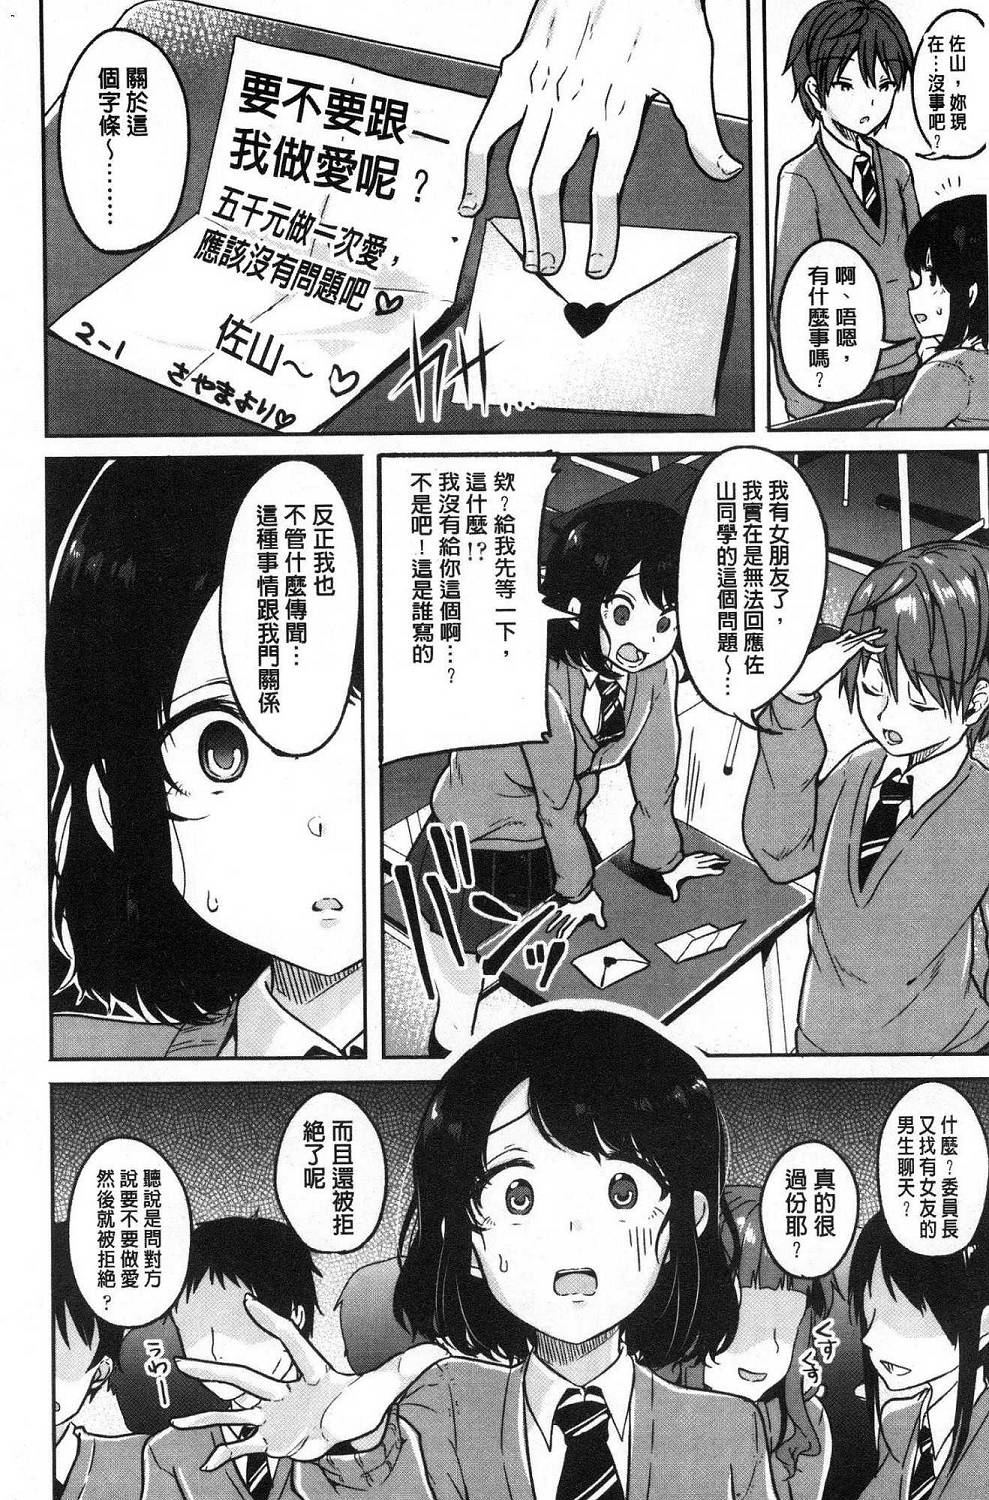 佐山，妳現
在…沒事吧？
啊、唔嗯，
有什麼事嗎？
關於這
個字條～………
要不要跟
我做愛呢？
五千元做一次愛，
應該沒有問題吧♡
佐山～♡
2-1
さやまより♡
我有女朋友了，
我實在是無法回應佐
山同學的這個問題～…
欸？給我先等一下，
這什麼!?
我沒有給你這個啊…？
不是吧！這是誰寫的
反正我也
不管什麼傳聞…
這種事情跟我門關係
什麼？委員長
又找有女友的
男生聊天？
真的很
過份耶？
くすくす
而且還被拒
絕了呢
聽說是問對方
說要不要做愛
然後就被拒絕？
うわー